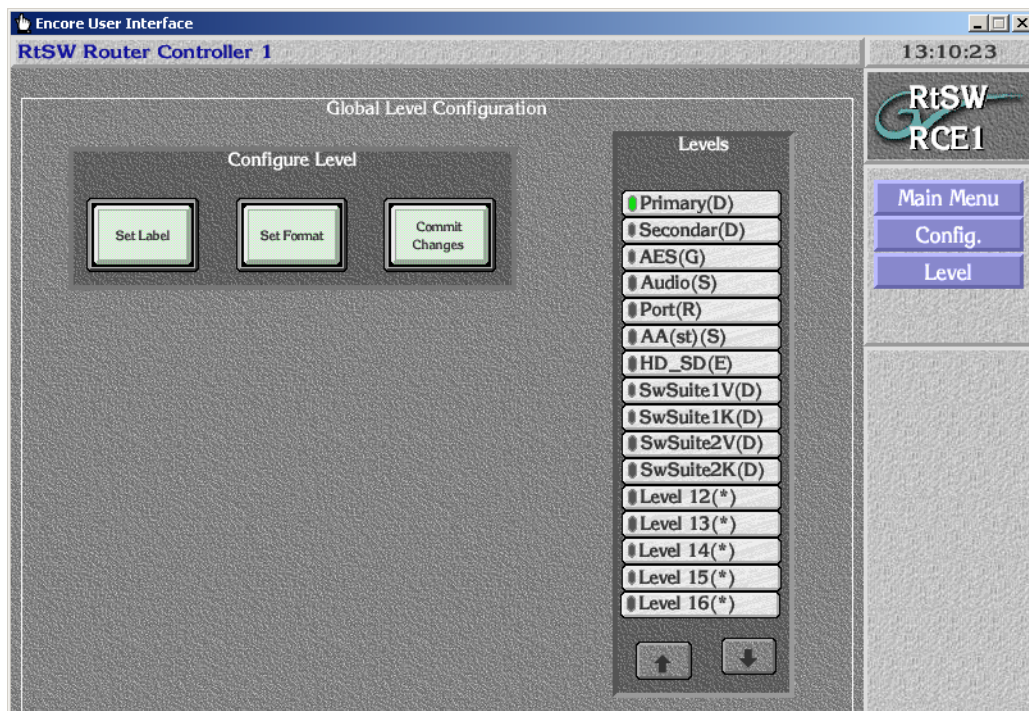 Encore User Interface
RtSW Router Controller 1
13:10:23
RtSW
RCE1
Main Menu
Config.
Level
Global Level Configuration
Configure Level
Set Label
Set Format
Commit
Changes
Levels
Primary(D)
Secondar(D)
AES(G)
Audio(S)
Port(R)
AA(st)(S)
HD_SD(E)
SwSuite1V(D)
SwSuite1K(D)
SwSuite2V(D)
SwSuite2K(D)
Level 12(*)
Level 13(*)
Level 14(*)
Level 15(*)
Level 16(*)